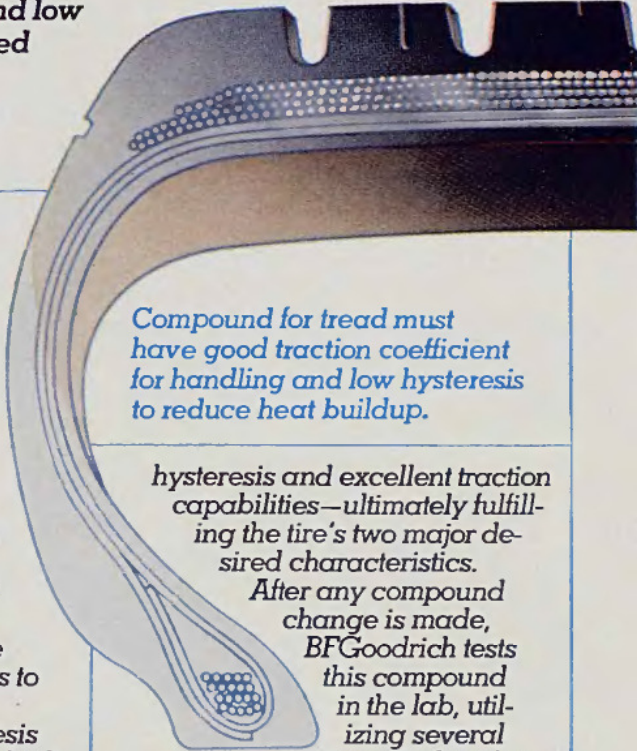 nd low
ed
Compound for tread must
have good traction coefficient
for handling and low hysteresis
to reduce heat buildup.
s to
esis
hysteresis and excellent traction
capabilities—ultimately fulfill-
ing the tire's two major de-
sired characteristics.
After any compound
change is made,
BFGoodrich tests
this compound
in the lab, util-
izing several